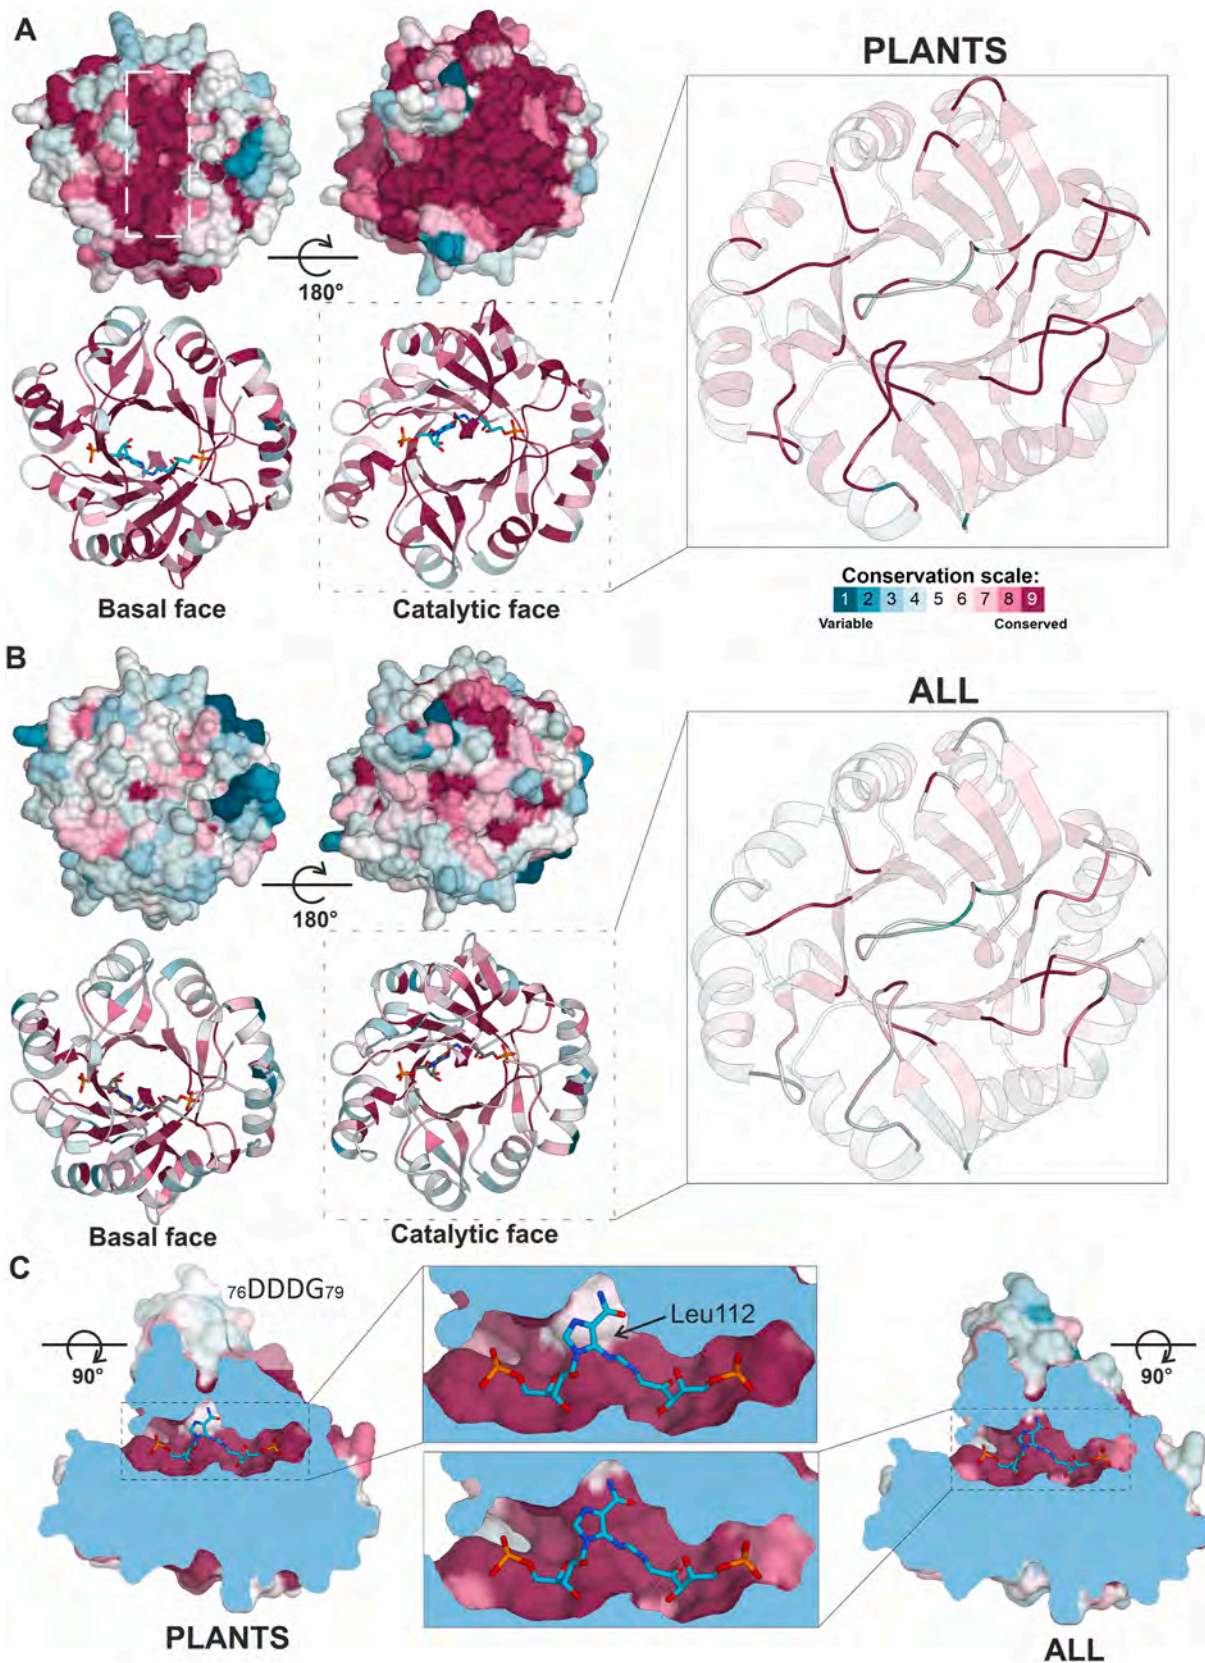 A
PLANTS
180°
Basal face
Catalytic face
Conservation scale:
1 2 3 4 5 6 7 8 9
Variable
Conserved
B
ALL
180°
Basal face
Catalytic face
C
76DDDG79
Leu112
90°
90°
PLANTS
ALL